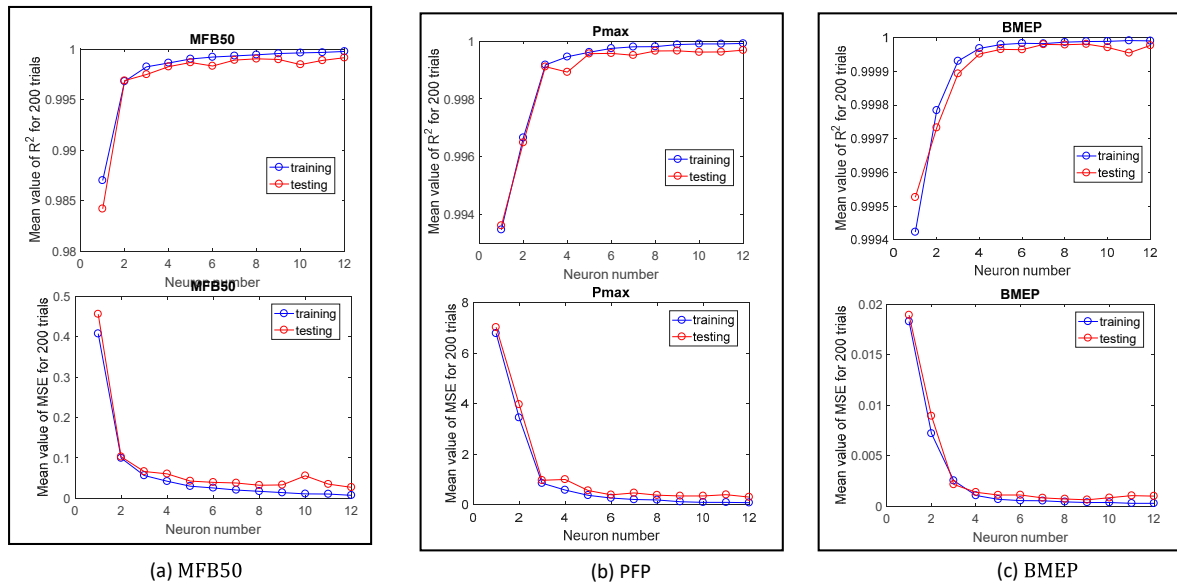 MFB50
Mean value of R² for 200 trials
1
0.995
0.99
0.985
0.98
training
testing
0 2 4 6 8 10 12
Neuron number
MFB50
Mean value of MSE for 200 trials
0.5
0.4
0.3
0.2
0.1
0
training
testing
0 2 4 6 8 10 12
Neuron number
(a) MFB50
Pmax
Mean value of R² for 200 trials
1
0.998
0.996
0.994
training
testing
0 2 4 6 8 10 12
Neuron number
Pmax
Mean value of MSE for 200 trials
8
6
4
2
0
training
testing
0 2 4 6 8 10 12
Neuron number
(b) PFP
BMEP
Mean value of R² for 200 trials
1
0.9999
0.9998
0.9997
0.9996
0.9995
0.9994
training
testing
0 2 4 6 8 10 12
Neuron number
BMEP
Mean value of MSE for 200 trials
0.02
0.015
0.01
0.005
0
training
testing
0 2 4 6 8 10 12
Neuron number
(c) BMEP